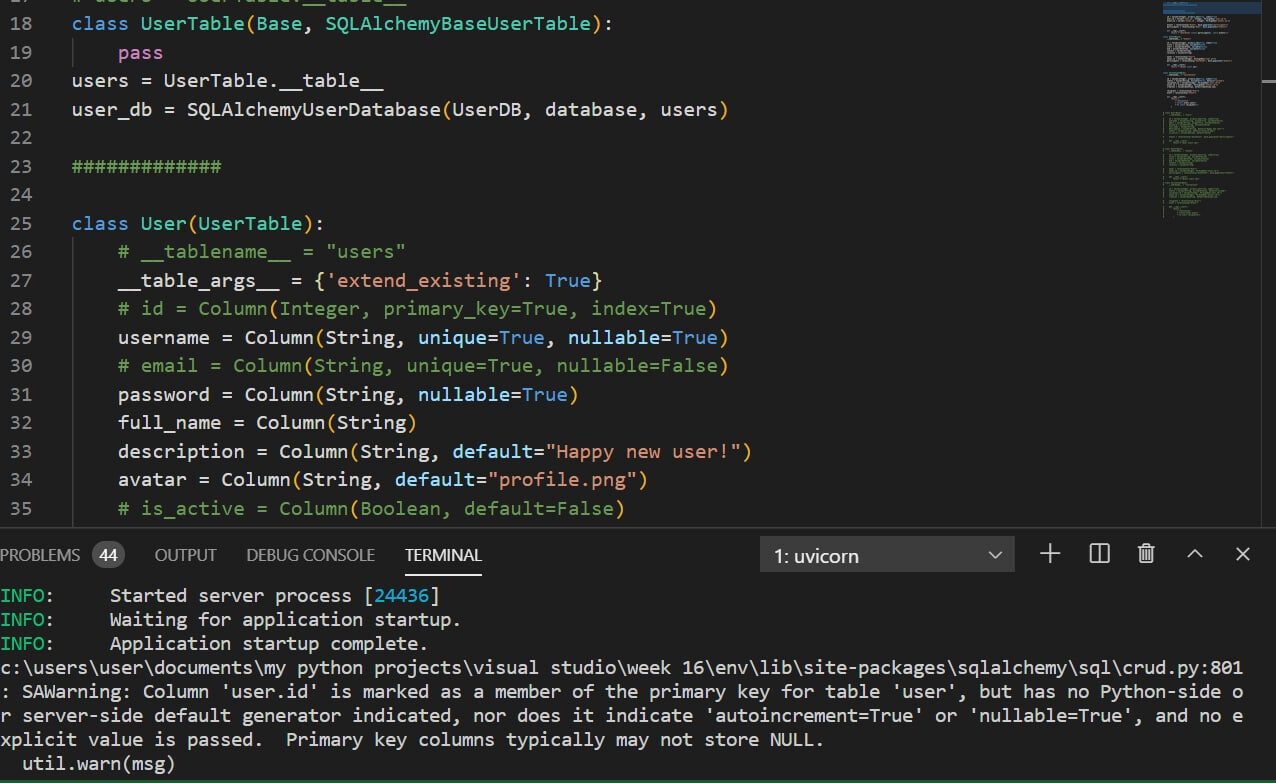 18 class UserTable(Base, SQLAlchemyBaseUserTable):
19     pass
20 users = UserTable.__table__
21 user_db = SQLAlchemyUserDatabase(UserDB, database, users)
22
23 #############
24
25 class User(UserTable):
26     # __tablename__ = "users"
27     __table_args__ = {'extend_existing': True}
28     # id = Column(Integer, primary_key=True, index=True)
29     username = Column(String, unique=True, nullable=True)
30     # email = Column(String, unique=True, nullable=False)
31     password = Column(String, nullable=True)
32     full_name = Column(String)
33     description = Column(String, default="Happy new user!")
34     avatar = Column(String, default="profile.png")
35     # is_active = Column(Boolean, default=False)
PROBLEMS 44 OUTPUT DEBUG CONSOLE TERMINAL 1: uvicorn
INFO:     Started server process [24436]
INFO:     Waiting for application startup.
INFO:     Application startup complete.
c:\users\user\documents\my python projects\visual studio\week 16\env\lib\site-packages\sqlalchemy\sql\crud.py:801
: SAWarning: Column 'user.id' is marked as a member of the primary key for table 'user', but has no Python-side o
r server-side default generator indicated, nor does it indicate 'autoincrement=True' or 'nullable=True', and no e
xplicit value is passed.  Primary key columns typically may not store NULL.
  util.warn(msg)